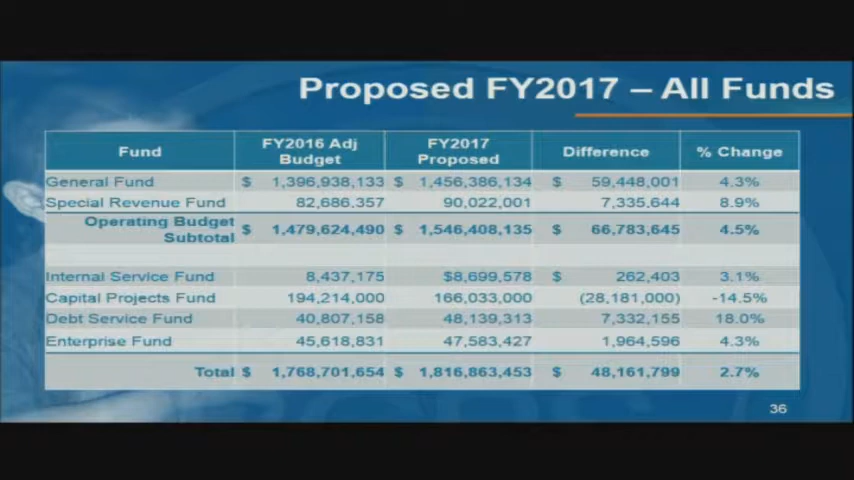 Proposed FY2017 – All Funds
Fund FY2016 Adj Budget FY2017 Proposed Difference % Change
General Fund $ 1,396,938,133 $ 1,456,386,134 $ 59,448,001 4.3%
Special Revenue Fund 82,686,357 90,022,001 7,335,644 8.9%
Operating Budget Subtotal $ 1,479,624,490 $ 1,546,408,135 $ 66,783,645 4.5%
Internal Service Fund 8,437,175 $8,699,578 $ 262,403 3.1%
Capital Projects Fund 194,214,000 166,033,000 (28,181,000) -14.5%
Debt Service Fund 40,807,158 48,139,313 7,332,155 18.0%
Enterprise Fund 45,618,831 47,583,427 1,964,596 4.3%
Total $ 1,768,701,654 $ 1,816,863,453 $ 48,161,799 2.7%
36